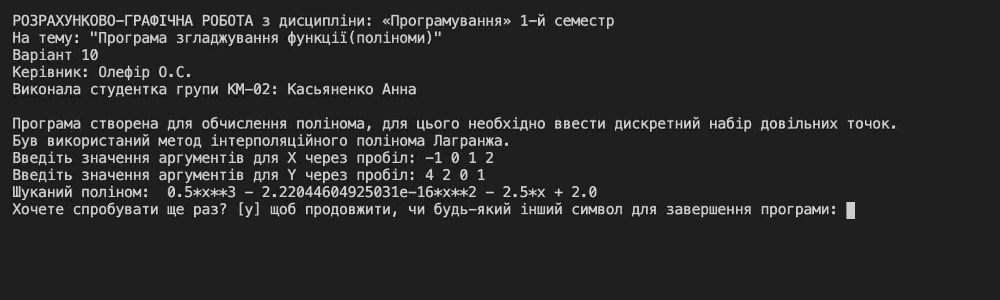 РОЗРАХУНКОВО-ГРАФІЧНА РОБОТА з дисципліни: «Програмування» 1-й семестр
На тему: "Програма згладжування функції(поліноми)"
Варіант 10
Керівник: Олефір О.С.
Виконала студентка групи КМ-02: Касьяненко Анна
Програма створена для обчислення полінома, для цього необхідно ввести дискретний набір довільних точок.
Був використаний метод інтерполяційного полінома Лагранжа.
Введіть значення аргументів для X через пробіл: -1 0 1 2
Введіть значення аргументів для Y через пробіл: 4 2 0 1
Шуканий поліном:  0.5*x**3 - 2.22044604925031e-16*x**2 - 2.5*x + 2.0
Хочете спробувати ще раз? [y] щоб продовжити, чи будь-який інший символ для завершення програми: